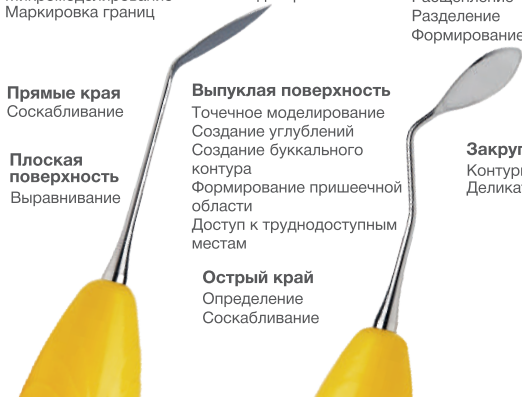 Маркировка границ
Разделение
Формирование
Прямые края
Соскабливание
Плоская
поверхность
Выравнивание
Выпуклая поверхность
Точечное моделирование
Создание углублений
Создание буккального
контура
Формирование пришеечной
области
Доступ к труднодоступным
местам
Острый край
Определение
Соскабливание